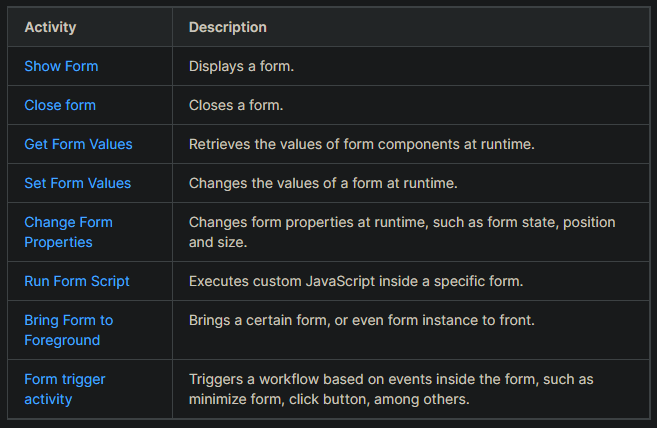 Activity Description
Show Form Displays a form.
Close form Closes a form.
Get Form Values Retrieves the values of form components at runtime.
Set Form Values Changes the values of a form at runtime.
Change Form Changes form properties at runtime, such as form state, position
Properties and size.
Run Form Script Executes custom JavaScript inside a specific form.
Bring Form to Brings a certain form, or even form instance to front.
Foreground
Form trigger Triggers a workflow based on events inside the form, such as
activity minimize form, click button, among others.